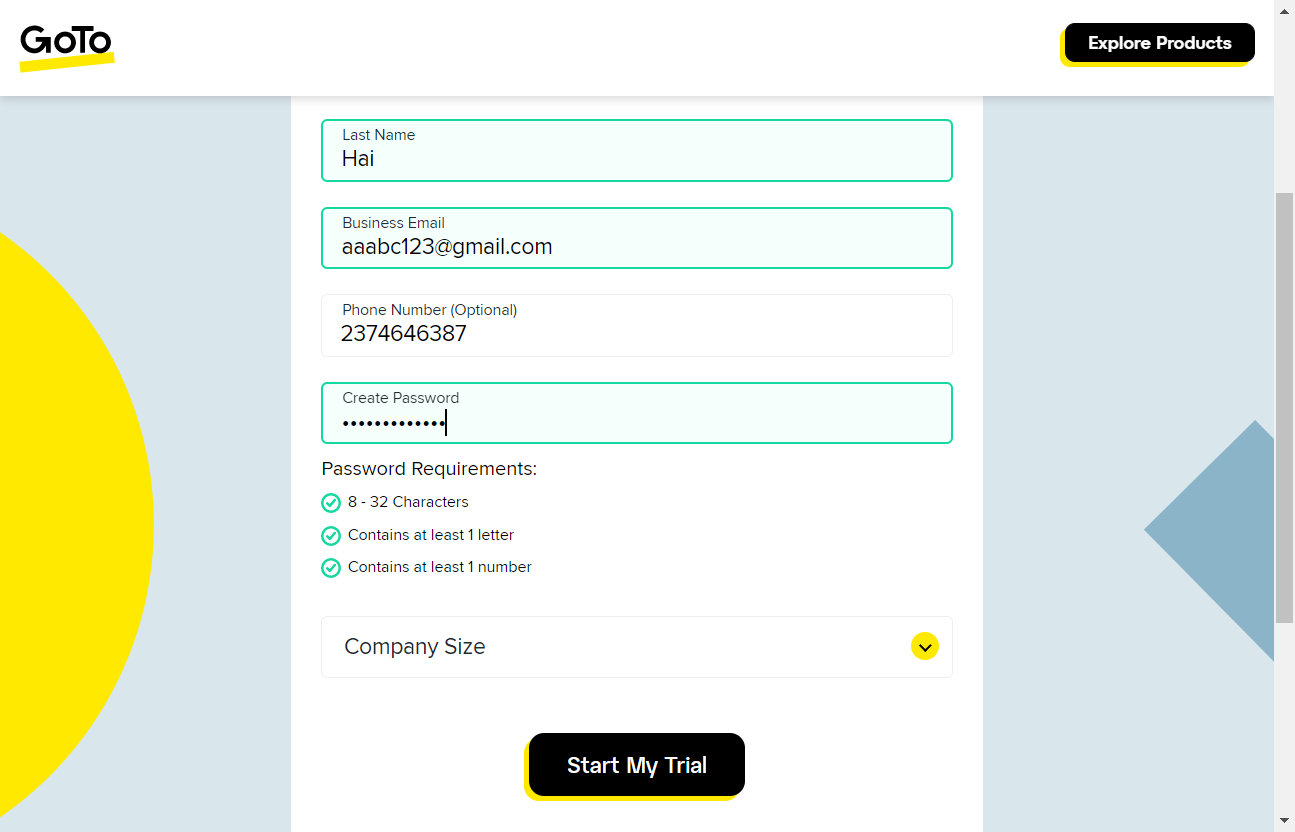 GoTo
Explore Products
Last Name
Hai
Business Email
aaabc123@gmail.com
Phone Number (Optional)
2374646387
Create Password
•••••••••••••
Password Requirements:
8 - 32 Characters
Contains at least 1 letter
Contains at least 1 number
Company Size
Start My Trial